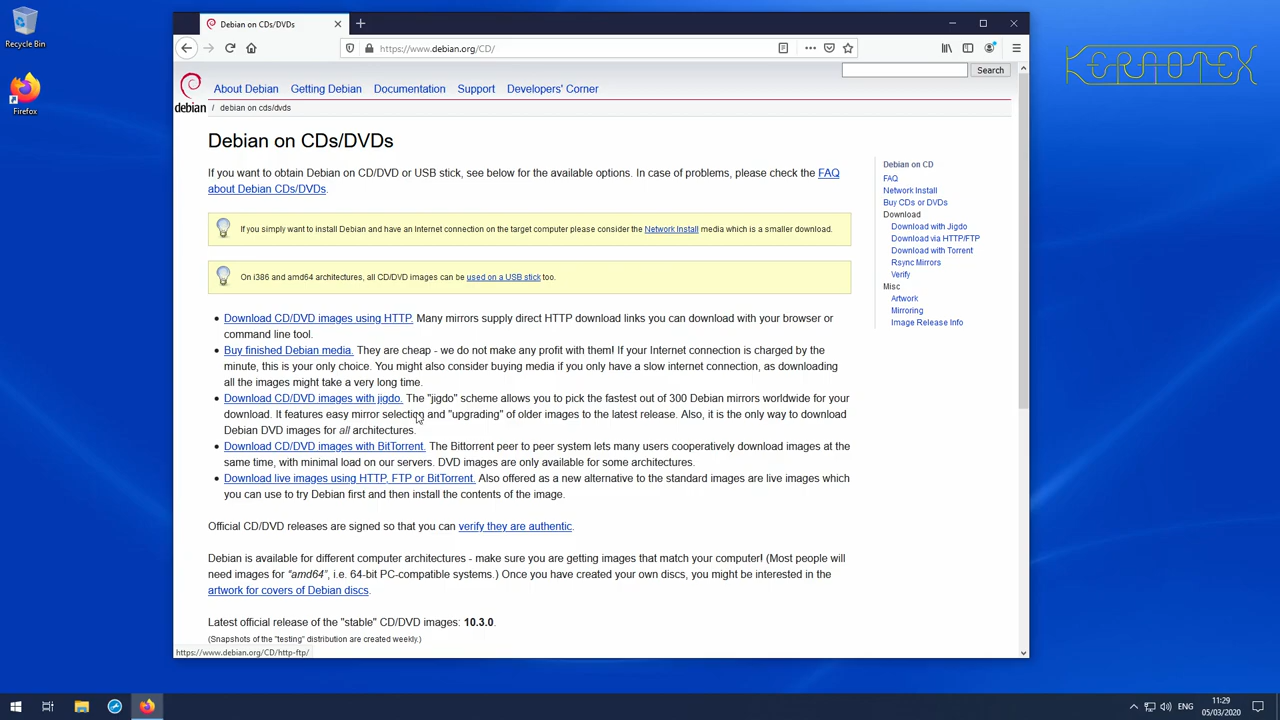 Recycle Bin
Firefox
Debian on CDs/DVDs
https://www.debian.org/CD/
KERAOTEX
Search
debian
About Debian
Getting Debian
Documentation
Support
Developers' Corner
/ debian on cds/dvds
Debian on CDs/DVDs
If you want to obtain Debian on CD/DVD or USB stick, see below for the available options. In case of problems, please check the FAQ
about Debian CDs/DVDs.
If you simply want to install Debian and have an Internet connection on the target computer please consider the Network Install media which is a smaller download.
On i386 and amd64 architectures, all CD/DVD images can be used on a USB stick too.
Download CD/DVD images using HTTP. Many mirrors supply direct HTTP download links you can download with your browser or
command line tool.
Buy finished Debian media. They are cheap - we do not make any profit with them! If your Internet connection is charged by the
minute, this is your only choice. You might also consider buying media if you only have a slow internet connection, as downloading
all the images might take a very long time.
Download CD/DVD images with jigdo. The "jigdo" scheme allows you to pick the fastest out of 300 Debian mirrors worldwide for your
download. It features easy mirror selection and "upgrading" of older images to the latest release. Also, it is the only way to download
Debian DVD images for all architectures.
Download CD/DVD images with BitTorrent. The Bittorrent peer to peer system lets many users cooperatively download images at the
same time, with minimal load on our servers. DVD images are only available for some architectures.
Download live images using HTTP, FTP or BitTorrent. Also offered as a new alternative to the standard images are live images which
you can use to try Debian first and then install the contents of the image.
Official CD/DVD releases are signed so that you can verify they are authentic.
Debian is available for different computer architectures - make sure you are getting images that match your computer! (Most people will
need images for "amd64", i.e. 64-bit PC-compatible systems.) Once you have created your own discs, you might be interested in the
artwork for covers of Debian discs.
Latest official release of the "stable" CD/DVD images: 10.3.0.
(Snapshots of the "testing" distribution are created weekly.)
Debian on CD
FAQ
Network Install
Buy CDs or DVDs
Download
Download with Jigdo
Download via HTTP/FTP
Download with Torrent
Rsync Mirrors
Verify
Misc
Artwork
Mirroring
Image Release Info
https://www.debian.org/CD/http-ftp/
ENG
11:29
05/03/2020